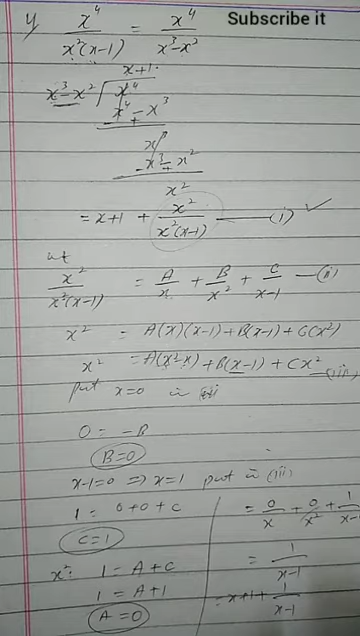 Subscribe it
y x⁴/x²(x-1) = x⁴/x³-x²
x+1
x³-x² ) x⁴
x⁴ - x³
- +
x³
x³ - x²
- +
x²
= x+1 + x²/x²(x-1) —(i) ✓
let
x²/x²(x-1) = A/x + B/x² + C/x-1 —(ii)
x² = A(x)(x-1)+B(x-1)+C(x²)
x² = A(x²-x)+B(x-1)+Cx² —(iii)
put x=0 in
0 = -B
B=0
x-1=0 ⇒ x=1 put in (iii)
1 = 0+0+C
C=1
x²: 1 = A+C
1 = A+1
A=0
= 0/x + 0/x² + 1/x-1
= 1/x-1
= x+1+ 1/x-1